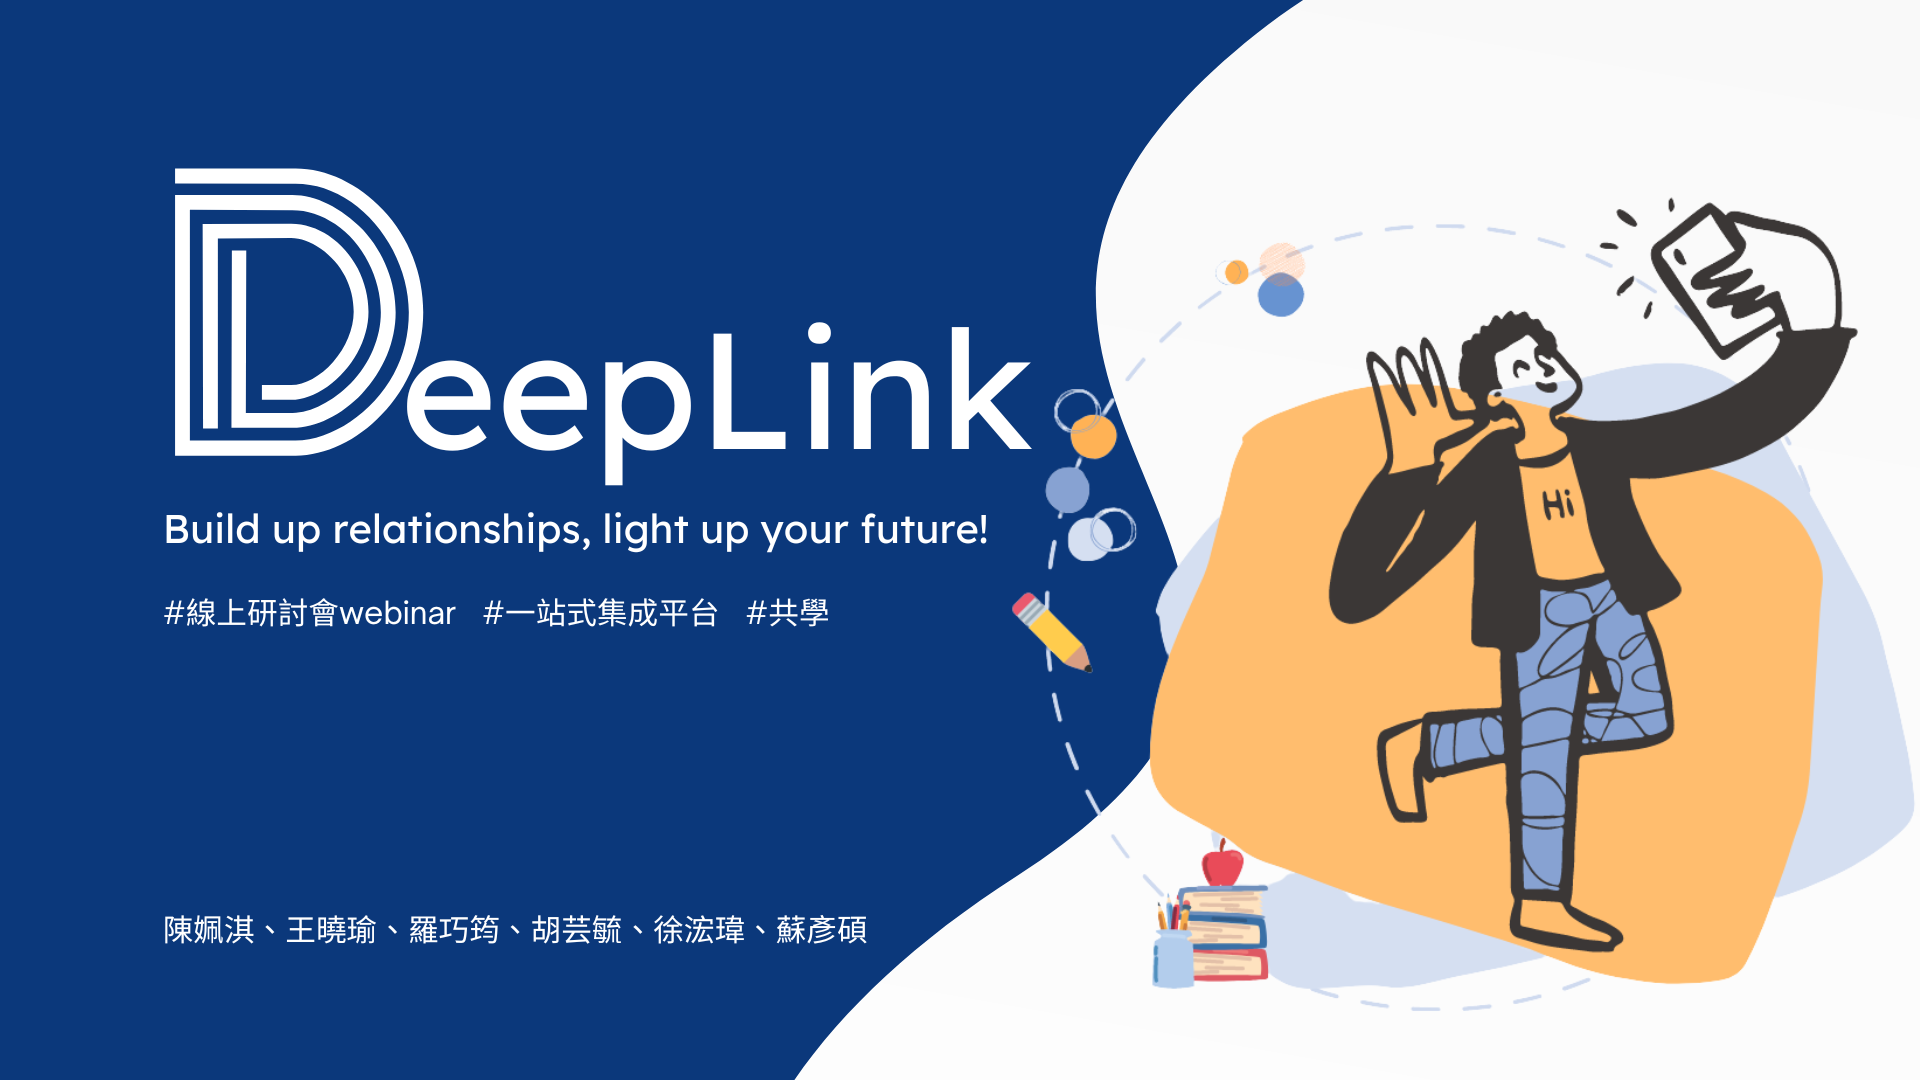 DeepLink
Build up relationships, light up your future!
#線上研討會webinar #一站式集成平台 #共學
陳姵淇、王曉瑜、羅巧筠、胡芸毓、徐浤瑋、蘇彥碩
Hi